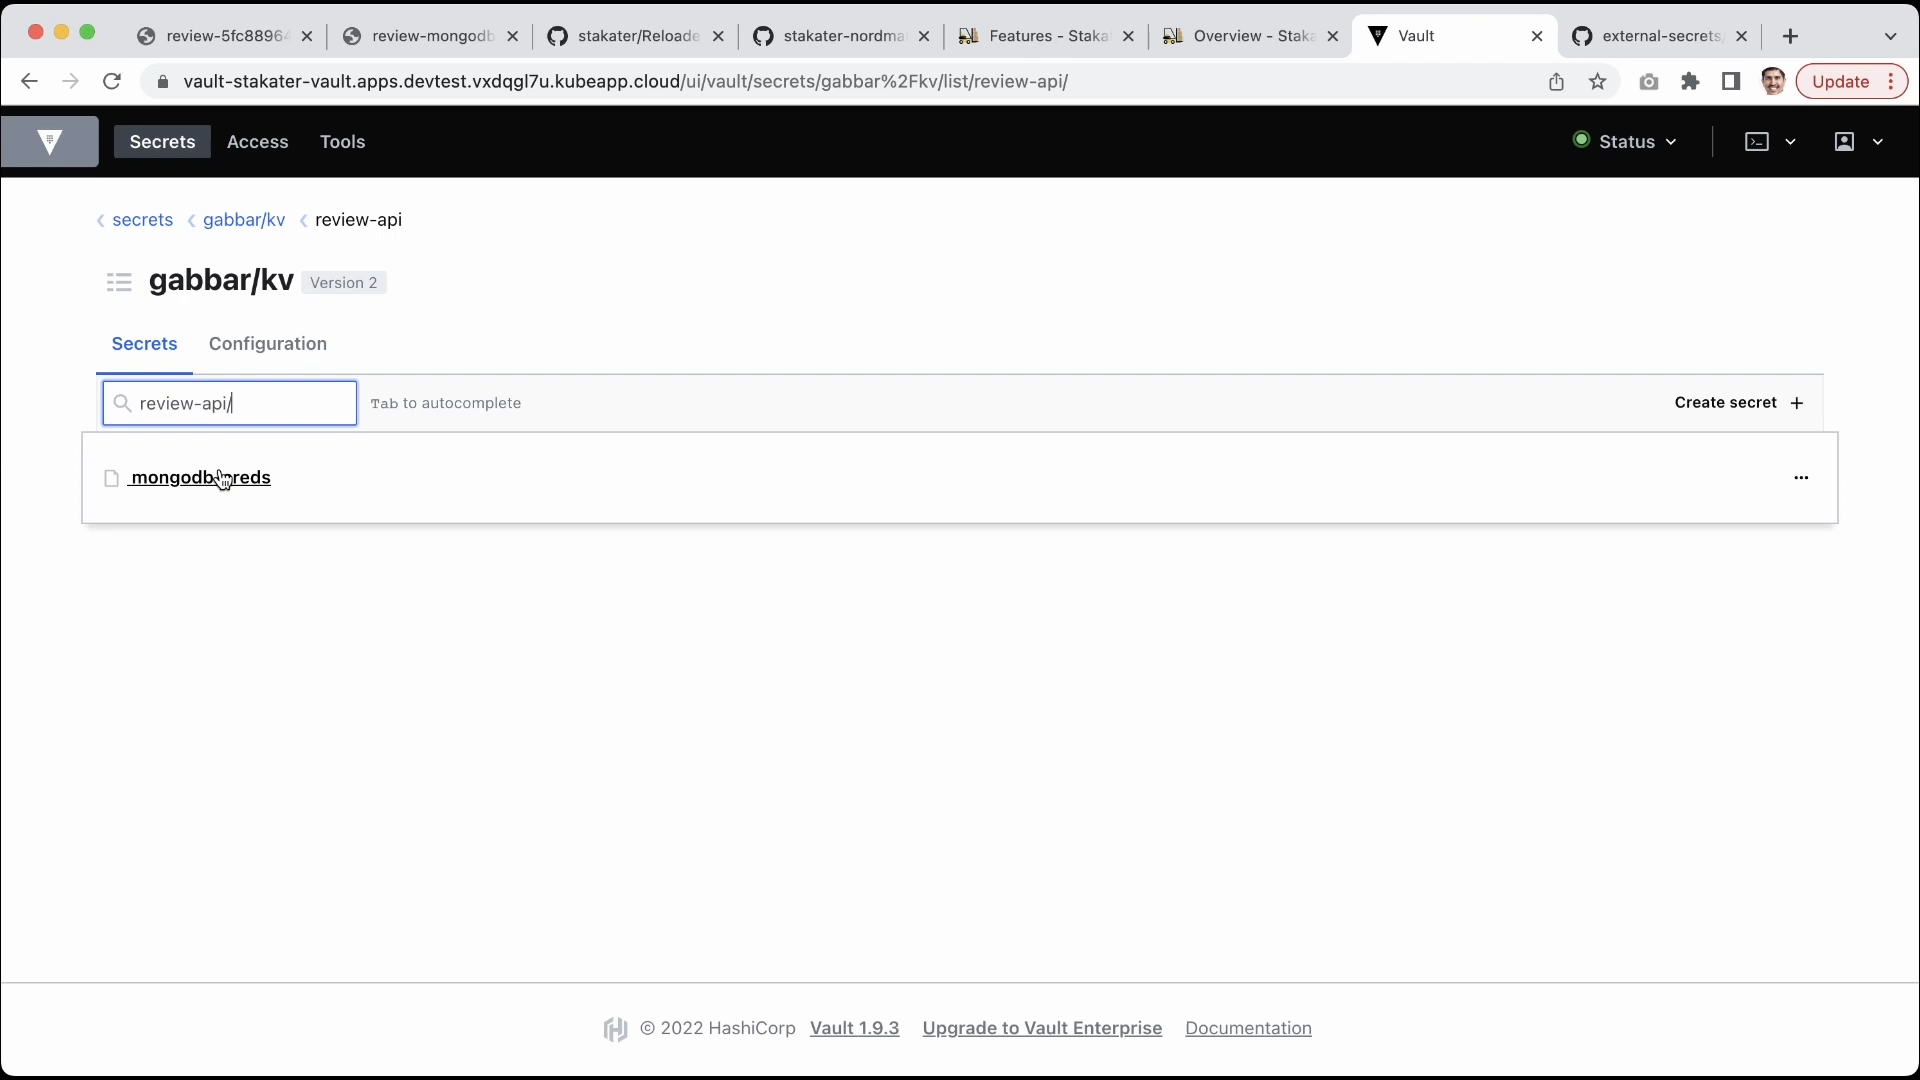 review-5fc88964
review-mongodb
stakater/Reloade
stakater-nordma
Features - Staka
Overview - Staka
Vault
external-secrets/
vault-stakater-vault.apps.devtest.vxdqgl7u.kubeapp.cloud/ui/vault/secrets/gabbar%2Fkv/list/review-api/
Update
Secrets Access Tools
Status
secrets gabbar/kv review-api
gabbar/kv Version 2
Secrets Configuration
review-api/ Tab to autocomplete Create secret +
© 2022 HashiCorp Vault 1.9.3 Upgrade to Vault Enterprise Documentation